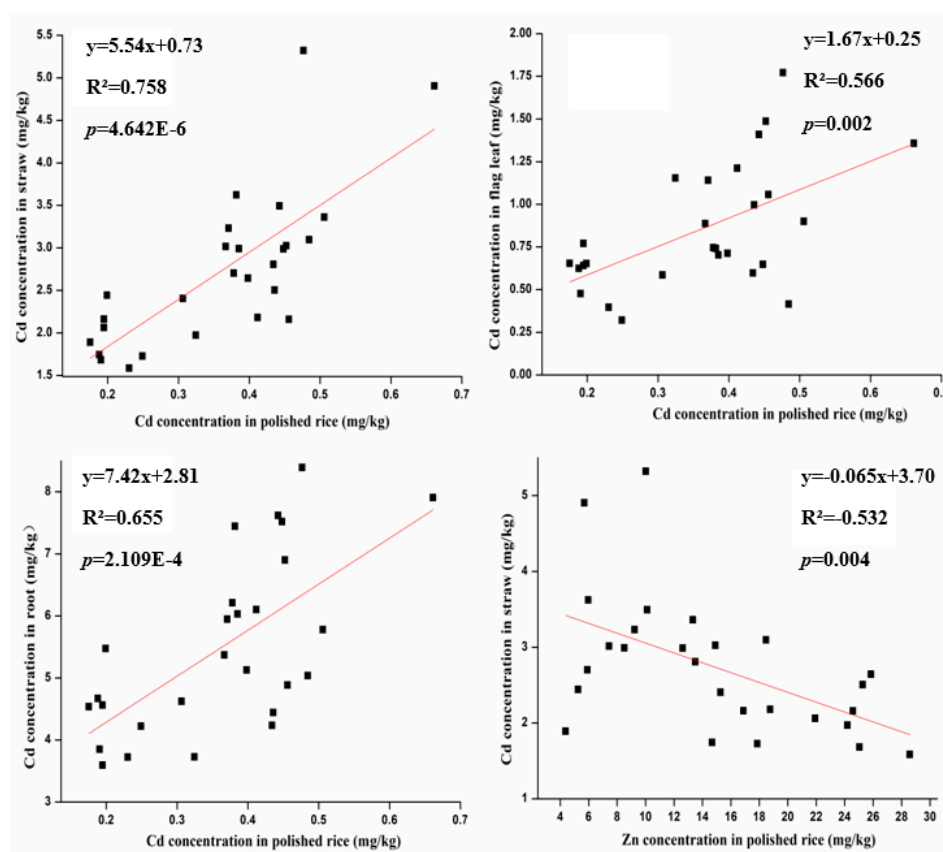 y=5.54x+0.73
R²=0.758
p=4.642E-6
5.5
5.0
4.5
4.0
3.5
3.0
2.5
2.0
1.5
Cd concentration in straw (mg/kg)
0.2 0.3 0.4 0.5 0.6 0.7
Cd concentration in polished rice (mg/kg)
y=1.67x+0.25
R²=0.566
p=0.002
2.00
1.75
1.50
1.25
1.00
0.75
0.50
0.25
0.00
Cd concentration in flag leaf (mg/kg)
0.2 0.3 0.4 0.5 0.6
Cd concentration in polished rice (mg/kg)
y=7.42x+2.81
R²=0.655
p=2.109E-4
8
7
6
5
4
3
Cd concentration in root (mg/kg)
0.2 0.3 0.4 0.5 0.6 0.7
Cd concentration in polished rice (mg/kg)
y=-0.065x+3.70
R²=-0.532
p=0.004
5
4
3
2
1
Cd concentration in straw (mg/kg)
4 6 8 10 12 14 16 18 20 22 24 26 28 30
Zn concentration in polished rice (mg/kg)